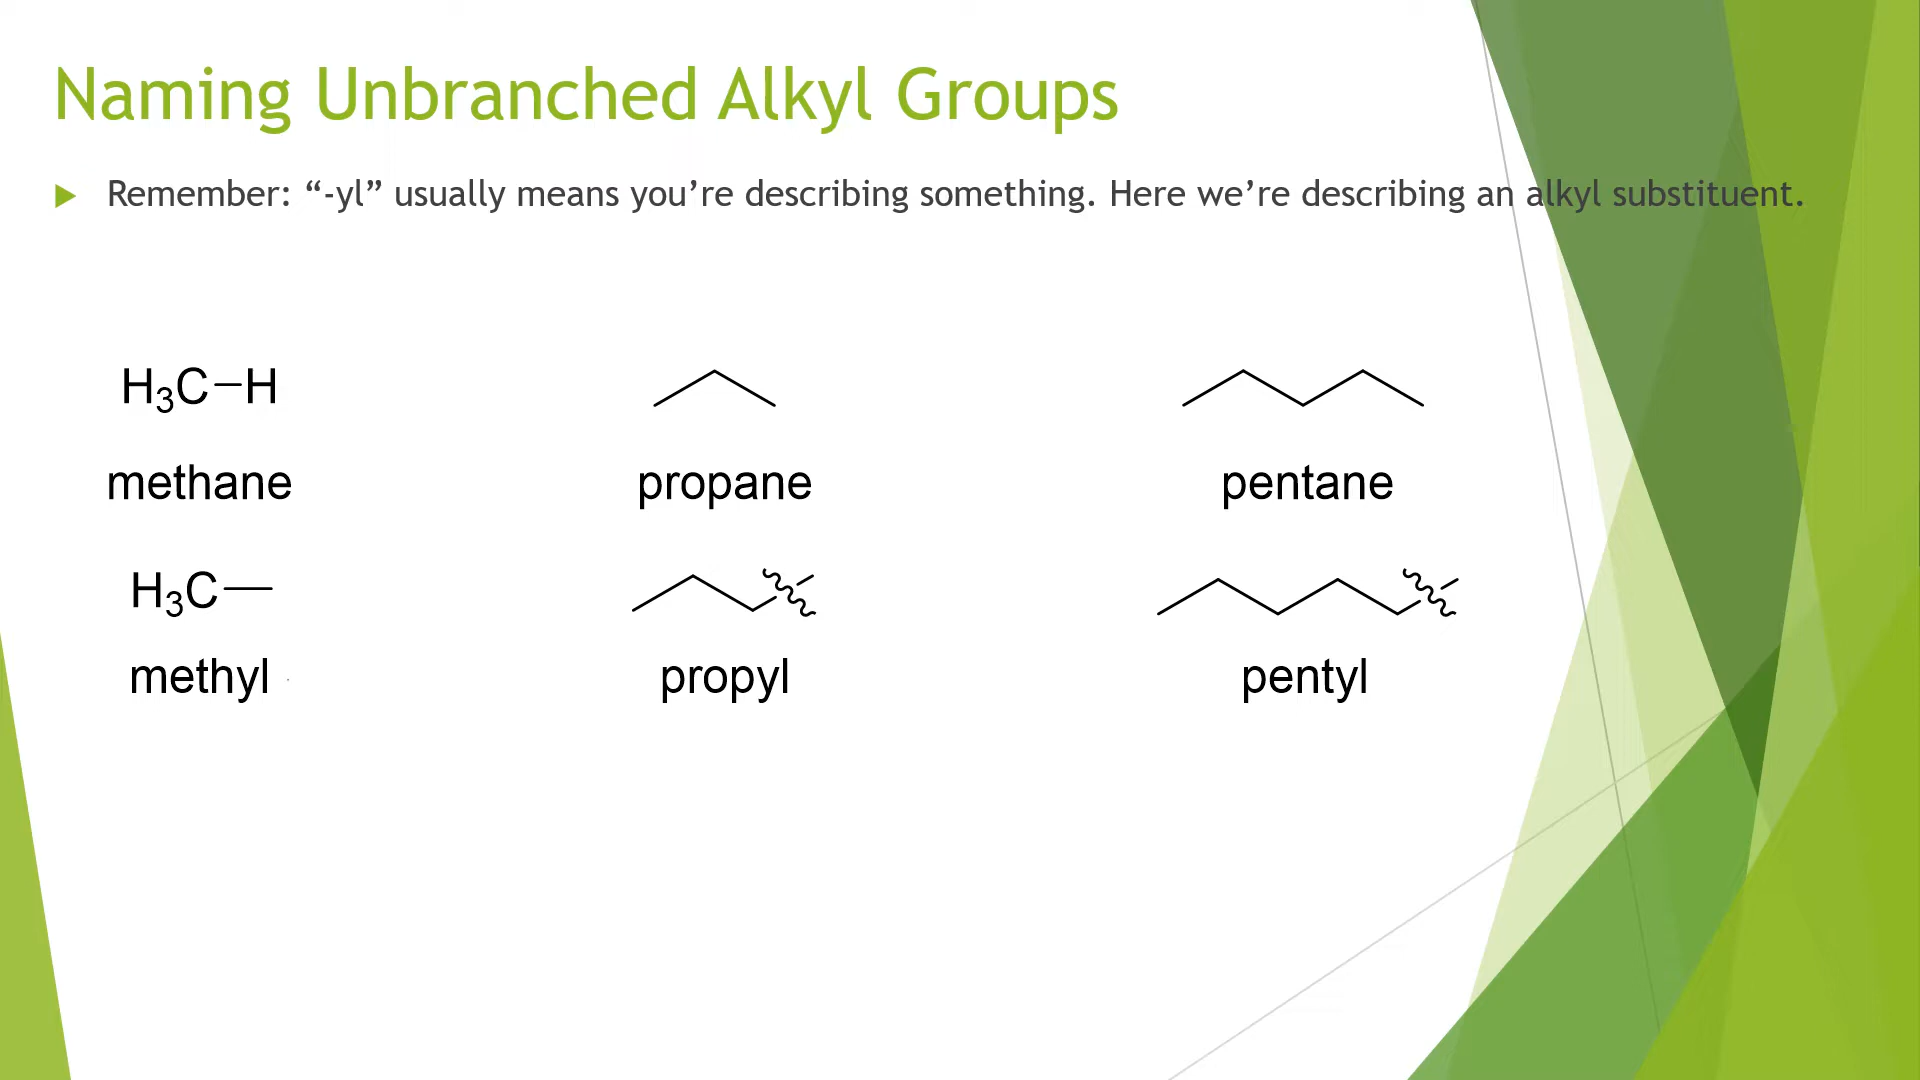 Naming Unbranched Alkyl Groups
Remember: “-yl” usually means you’re describing something. Here we’re describing an alkyl substituent.
H₃C—H
methane
propane
pentane
H₃C—
methyl
propyl
pentyl